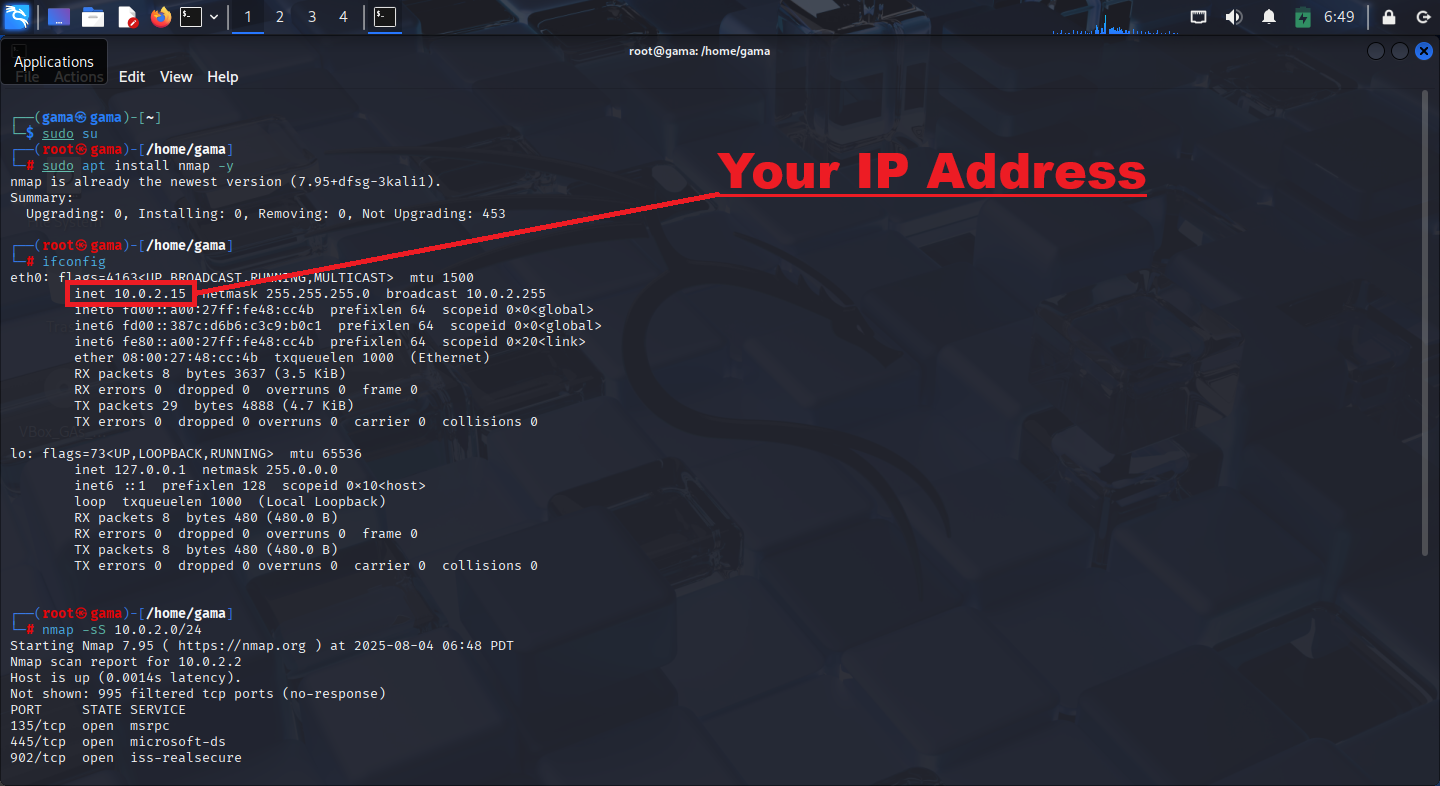 1 2 3 4
6:49
root@gama: /home/gama
Applications
File Actions Edit View Help
┌──(gama㉿gama)-[~]
└─$ sudo su
┌──(root㉿gama)-[/home/gama]
└─# sudo apt install nmap -y
nmap is already the newest version (7.95+dfsg-3kali1).
Summary:
  Upgrading: 0, Installing: 0, Removing: 0, Not Upgrading: 453
Your IP Address
┌──(root㉿gama)-[/home/gama]
└─# ifconfig
eth0: flags=4163<UP,BROADCAST,RUNNING,MULTICAST>  mtu 1500
        inet 10.0.2.15  netmask 255.255.255.0  broadcast 10.0.2.255
        inet6 fd00::a00:27ff:fe48:cc4b  prefixlen 64  scopeid 0×0<global>
        inet6 fd00::387c:d6b6:c3c9:b0c1  prefixlen 64  scopeid 0×0<global>
        inet6 fe80::a00:27ff:fe48:cc4b  prefixlen 64  scopeid 0×20<link>
        ether 08:00:27:48:cc:4b  txqueuelen 1000  (Ethernet)
        RX packets 8  bytes 3637 (3.5 KiB)
        RX errors 0  dropped 0  overruns 0  frame 0
        TX packets 29  bytes 4888 (4.7 KiB)
        TX errors 0  dropped 0 overruns 0  carrier 0  collisions 0
lo: flags=73<UP,LOOPBACK,RUNNING>  mtu 65536
        inet 127.0.0.1  netmask 255.0.0.0
        inet6 ::1  prefixlen 128  scopeid 0×10<host>
        loop  txqueuelen 1000  (Local Loopback)
        RX packets 8  bytes 480 (480.0 B)
        RX errors 0  dropped 0  overruns 0  frame 0
        TX packets 8  bytes 480 (480.0 B)
        TX errors 0  dropped 0 overruns 0  carrier 0  collisions 0
┌──(root㉿gama)-[/home/gama]
└─# nmap -sS 10.0.2.0/24
Starting Nmap 7.95 ( https://nmap.org ) at 2025-08-04 06:48 PDT
Nmap scan report for 10.0.2.2
Host is up (0.0014s latency).
Not shown: 995 filtered tcp ports (no-response)
PORT     STATE SERVICE
135/tcp  open  msrpc
445/tcp  open  microsoft-ds
902/tcp  open  iss-realsecure